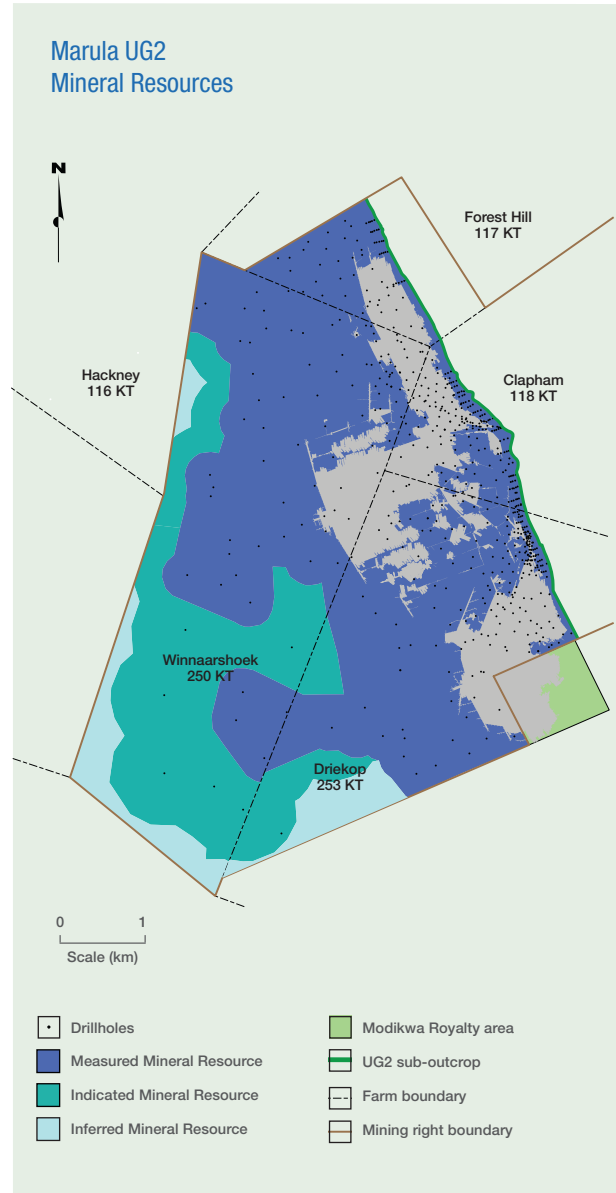 Marula UG2
Mineral Resources
N
Forest Hill
117 KT
Hackney
116 KT
Clapham
118 KT
Winnaarshoek
250 KT
Driekop
253 KT
0 1
Scale (km)
Drillholes
Measured Mineral Resource
Indicated Mineral Resource
Inferred Mineral Resource
Modikwa Royalty area
UG2 sub-outcrop
Farm boundary
Mining right boundary